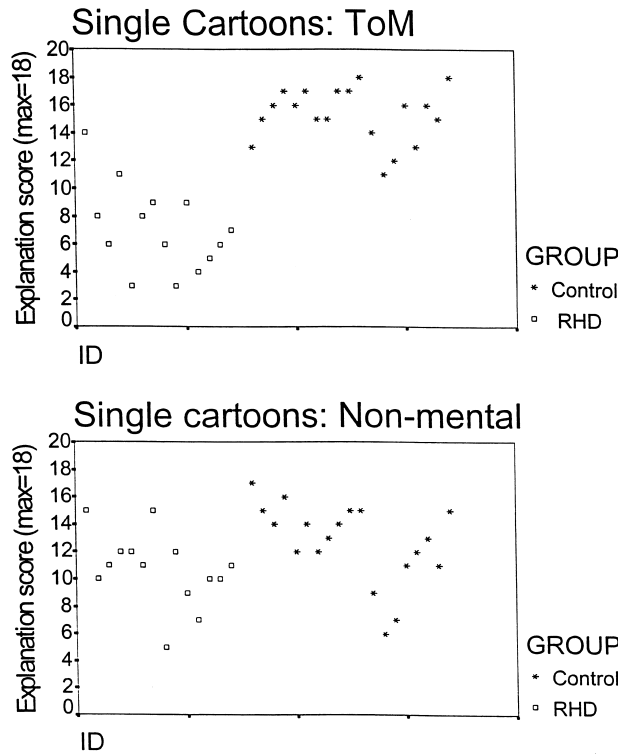 Single Cartoons: ToM
Explanation score (max=18)
20
18
16
14
12
10
8
6
4
2
0
ID
GROUP
Control
RHD
Single cartoons: Non-mental
Explanation score (max=18)
20
18
16
14
12
10
8
6
4
2
0
ID
GROUP
Control
RHD